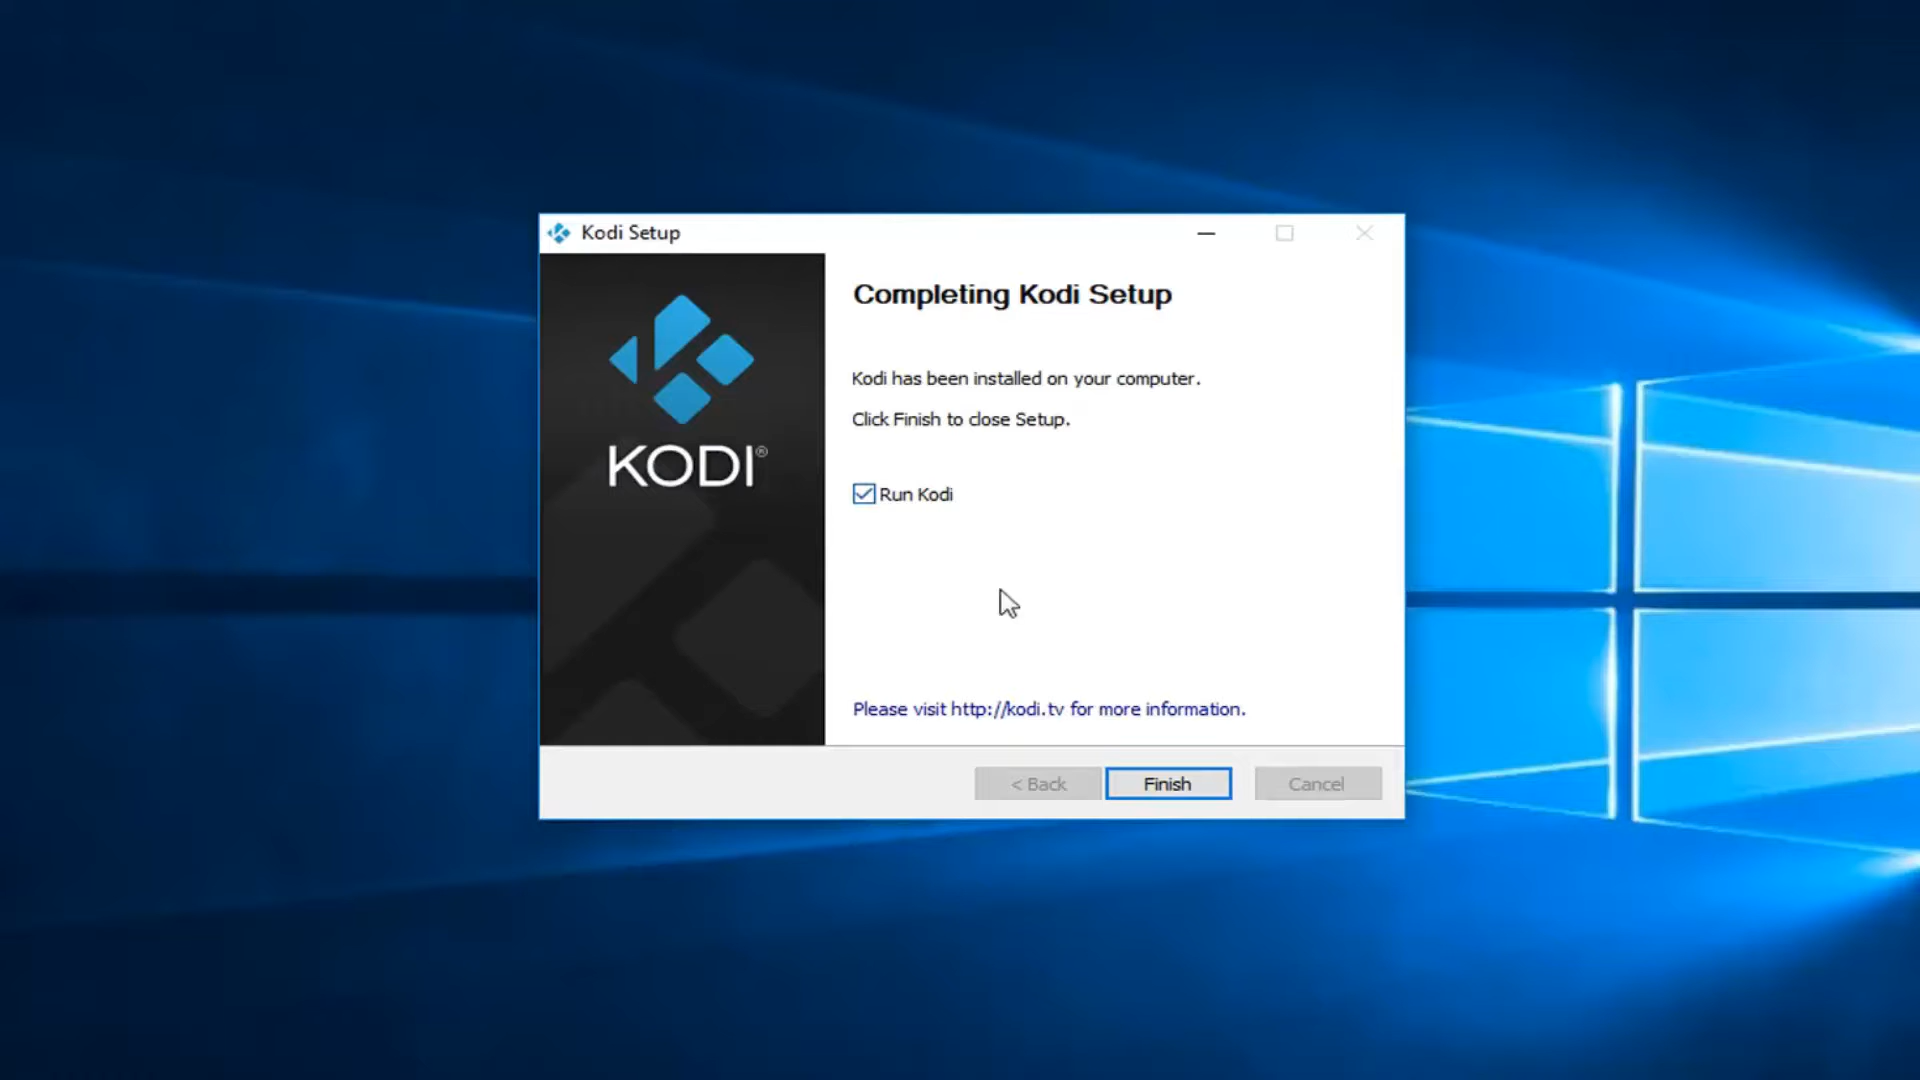 Kodi Setup
Completing Kodi Setup
KODI®
Kodi has been installed on your computer.
Click Finish to close Setup.
Run Kodi
Please visit http://kodi.tv for more information.
< Back
Finish
Cancel